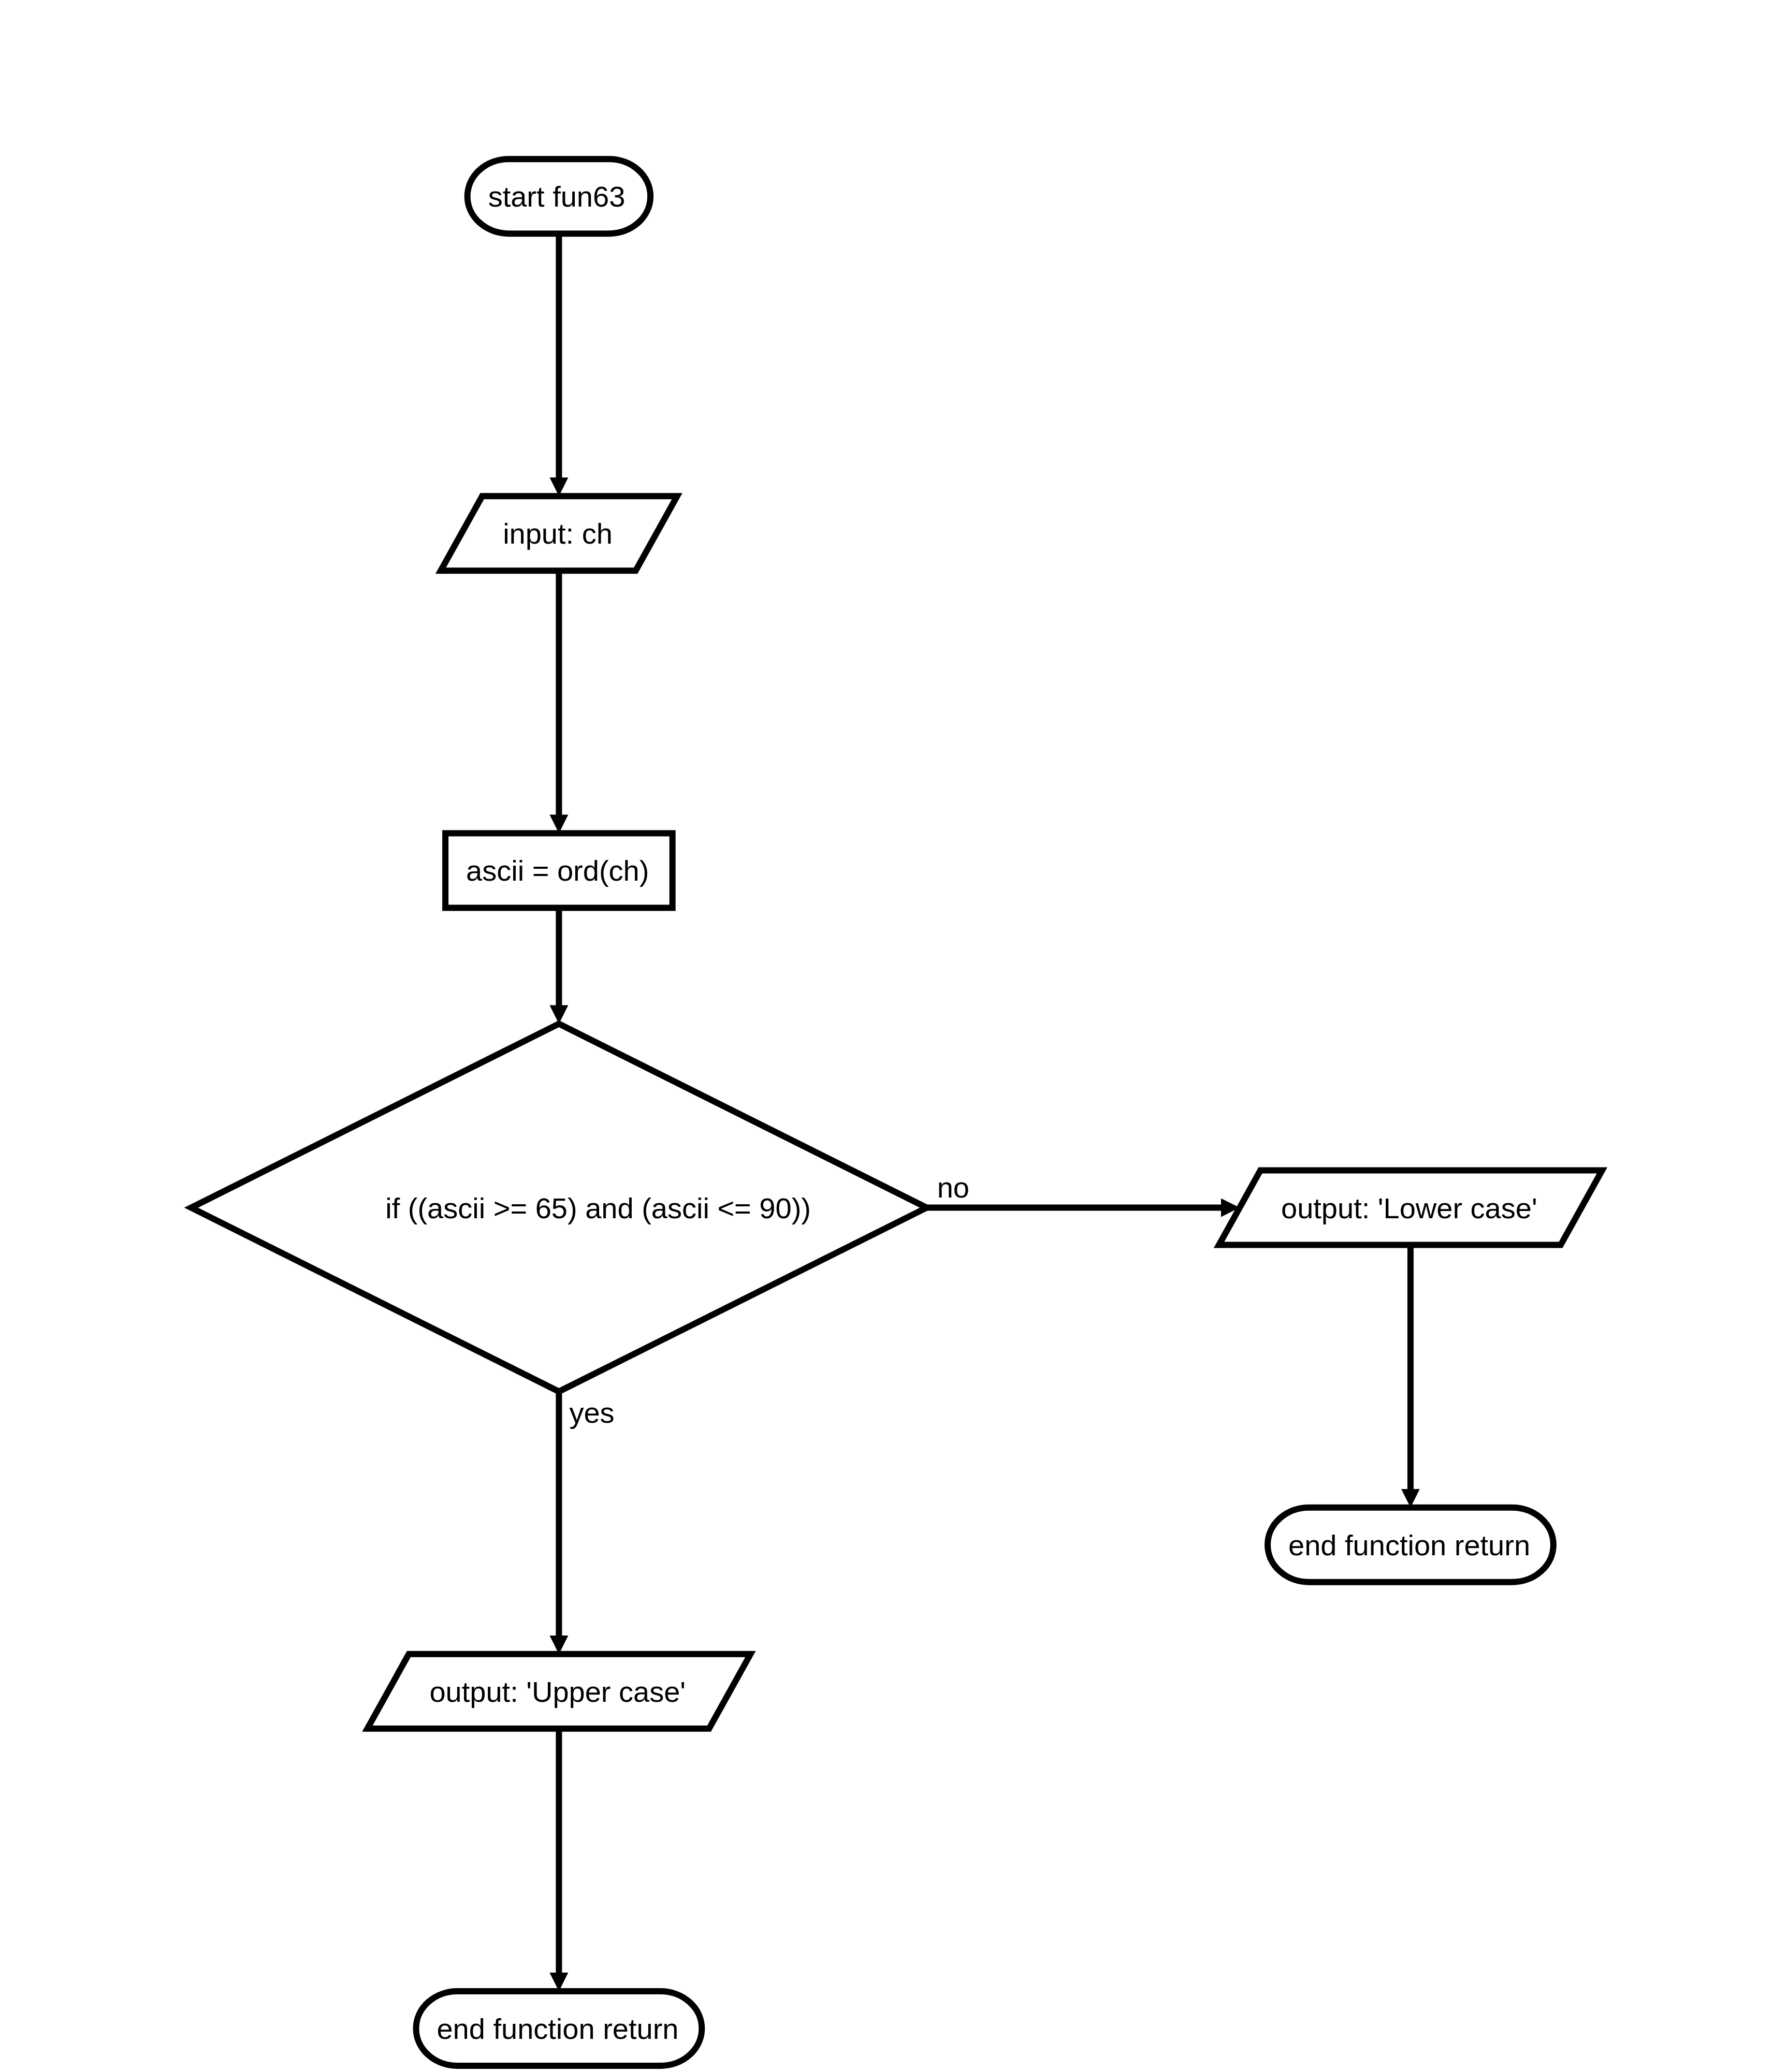 start fun63
input: ch
ascii = ord(ch)
if ((ascii >= 65) and (ascii <= 90))
no
output: 'Lower case'
yes
end function return
output: 'Upper case'
end function return